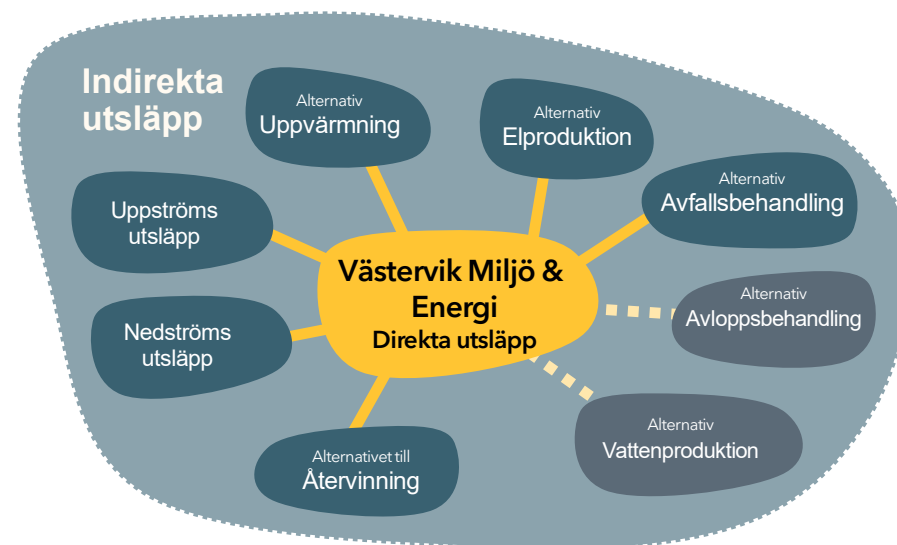 Indirekta
utsläpp
Alternativ
Uppvärmning
Alternativ
Elproduktion
Alternativ
Avfallsbehandling
Uppströms
utsläpp
Västervik Miljö &
Energi
Direkta utsläpp
Alternativ
Avloppsbehandling
Nedströms
utsläpp
Alternativ
Vattenproduktion
Alternativet till
Återvinning